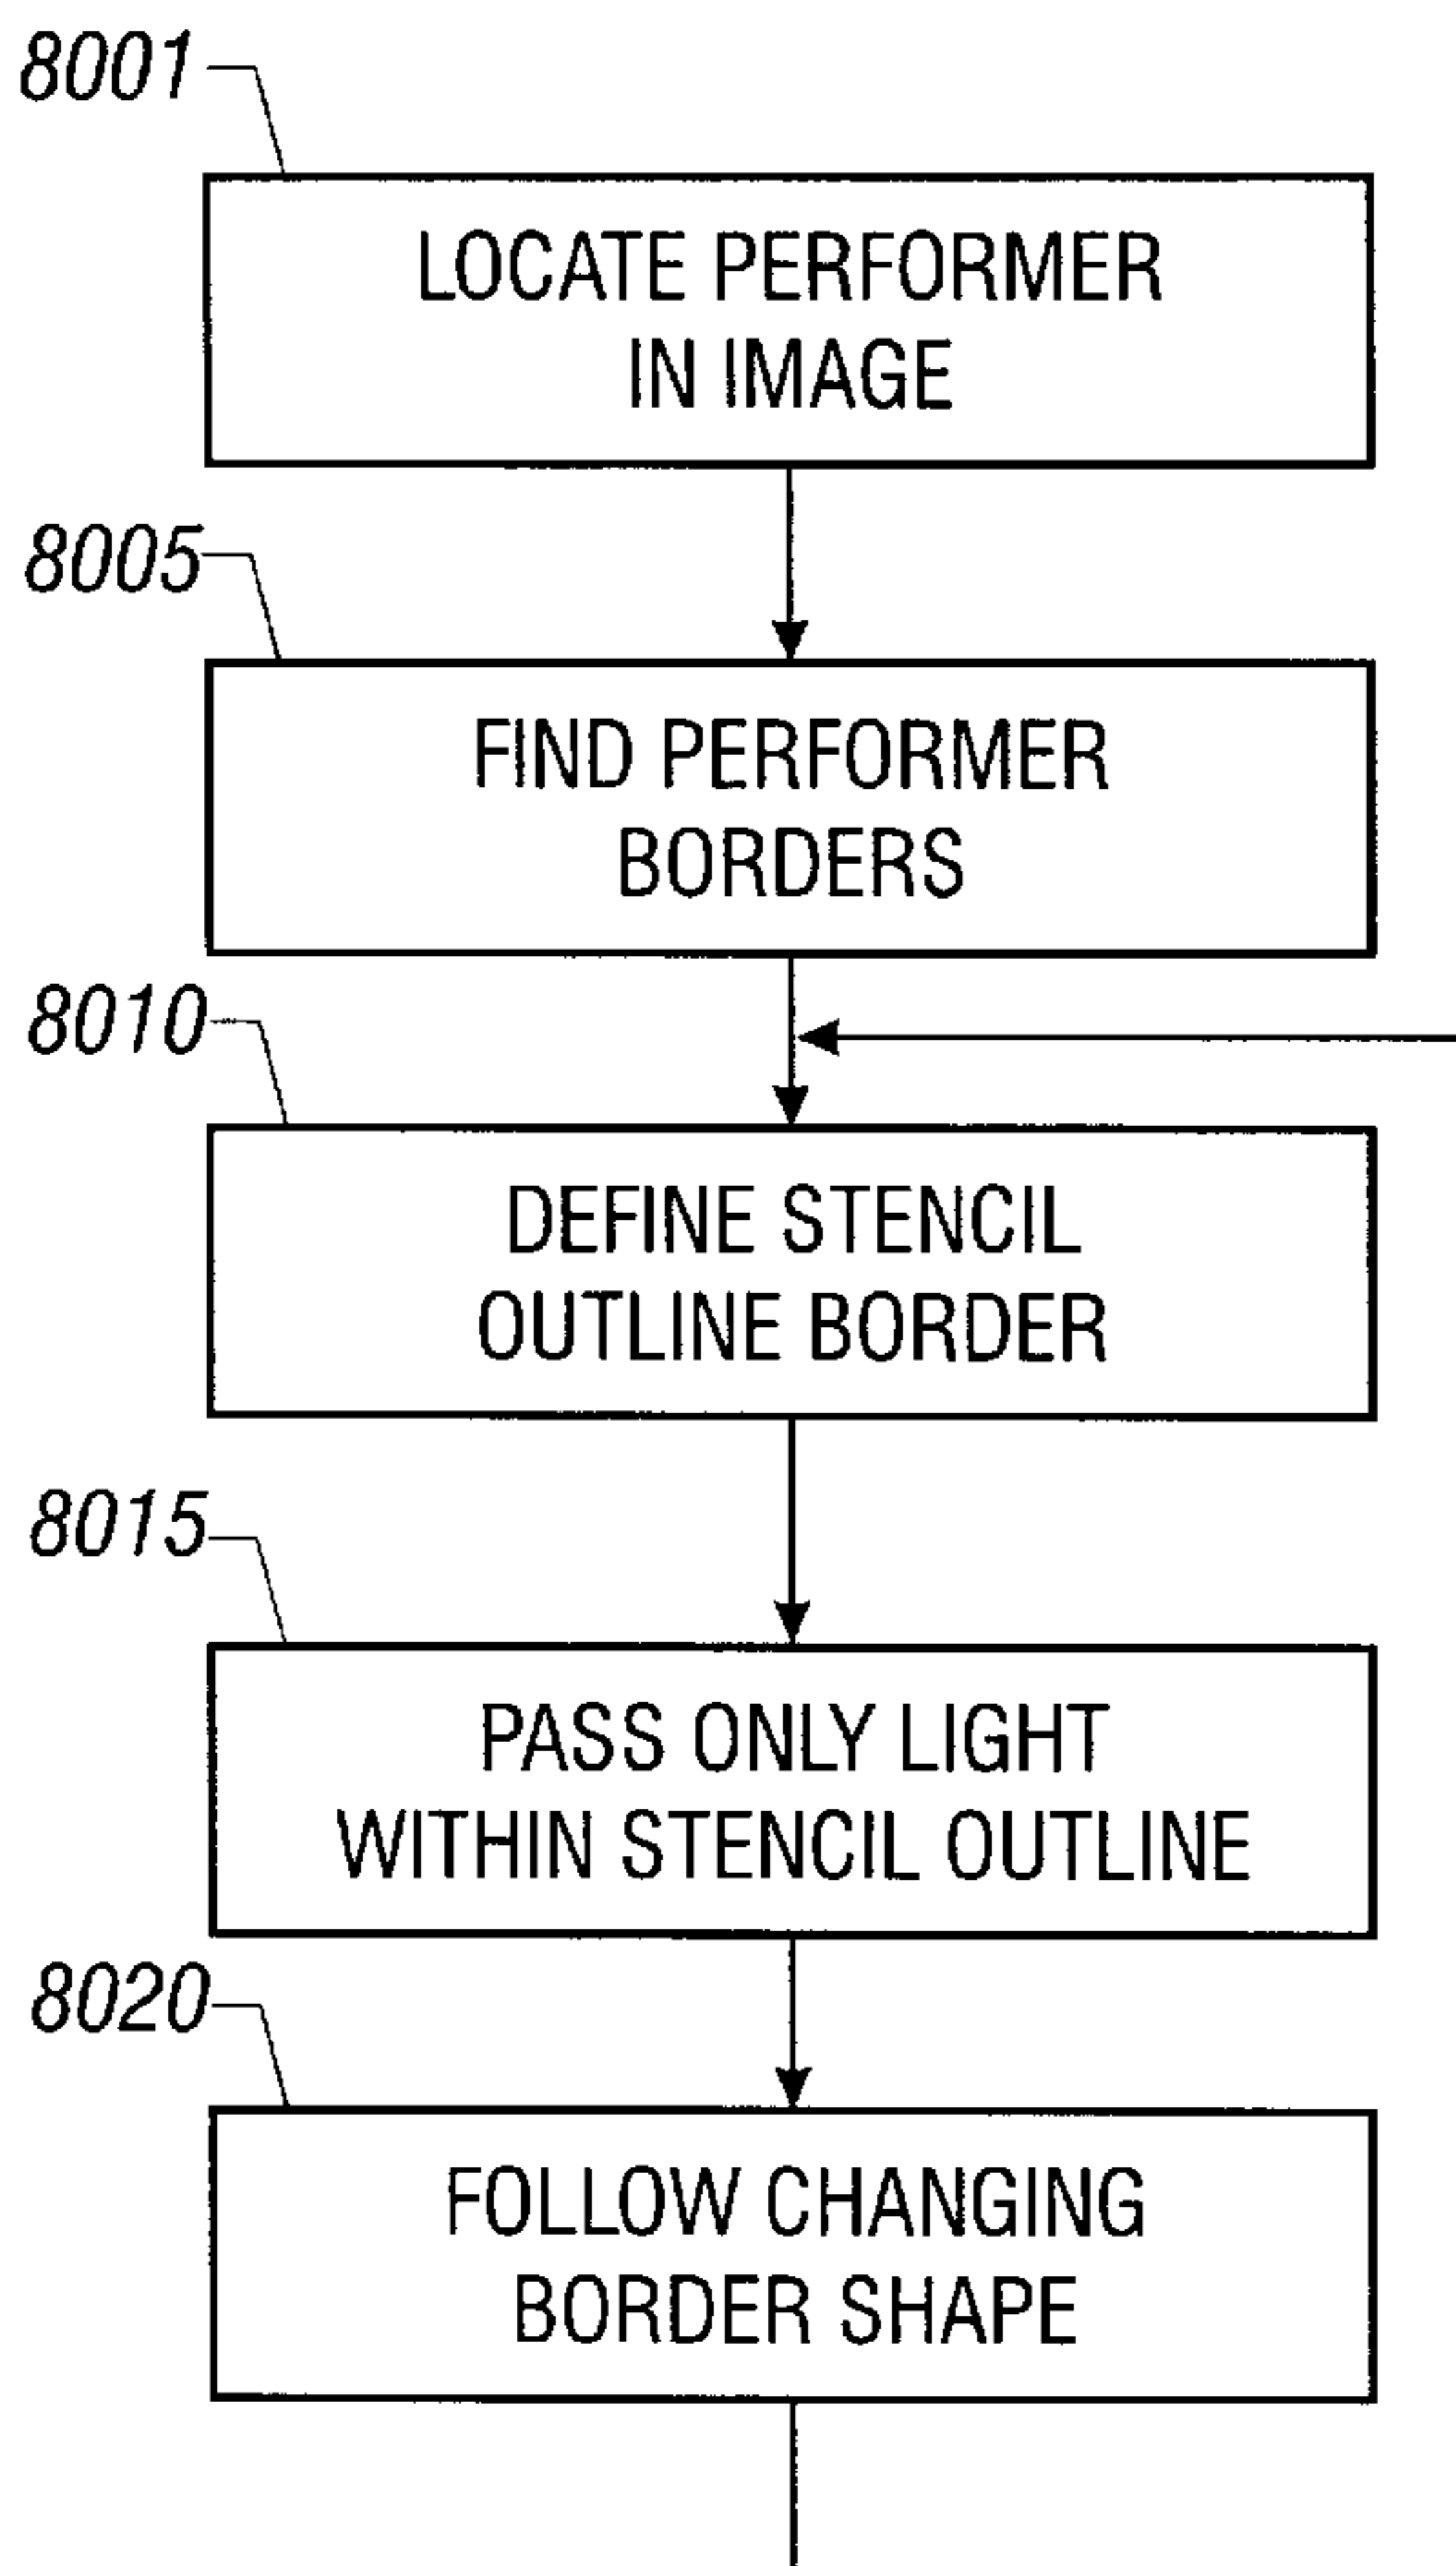 8001
LOCATE PERFORMER
IN IMAGE
8005
FIND PERFORMER
BORDERS
8010
DEFINE STENCIL
OUTLINE BORDER
8015
PASS ONLY LIGHT
WITHIN STENCIL OUTLINE
8020
FOLLOW CHANGING
BORDER SHAPE